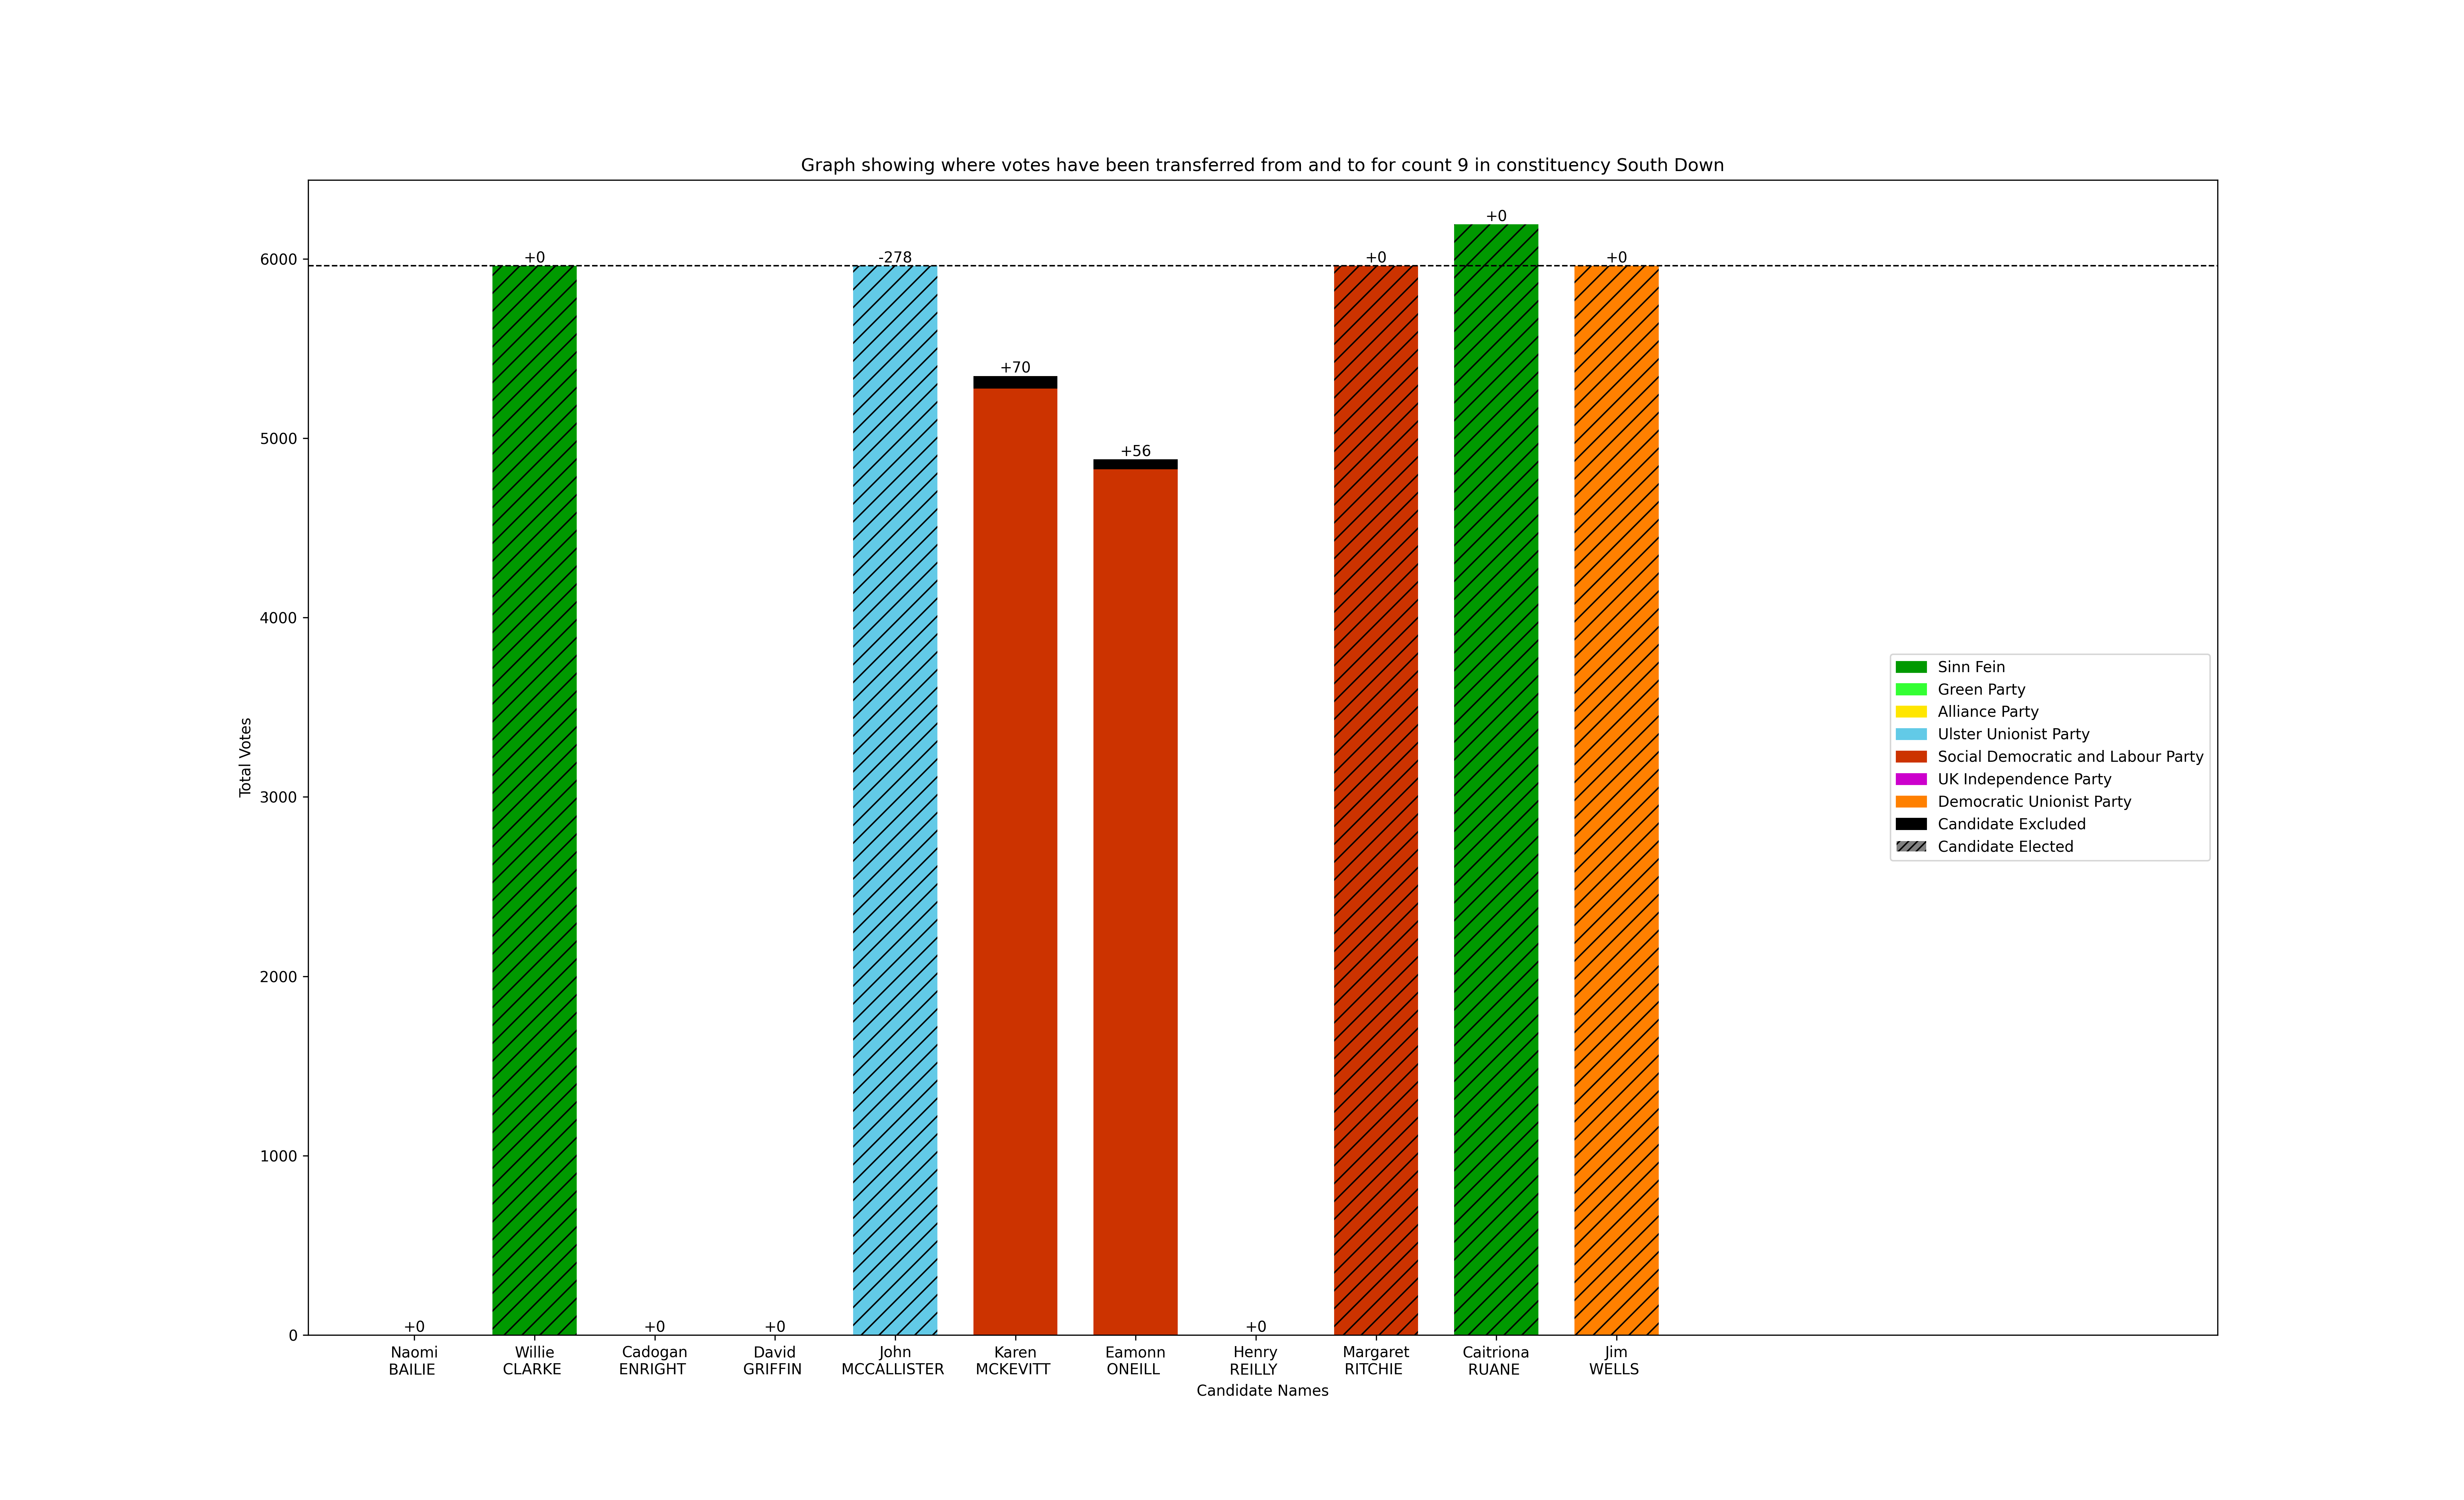 Graph showing where votes have been transferred from and to for count 9 in constituency South Down
Total Votes
6000
5000
4000
3000
2000
1000
0
+0
+0
+0
+0
-278
+70
+56
+0
+0
+0
+0
Naomi
BAILIE
Willie
CLARKE
Cadogan
ENRIGHT
David
GRIFFIN
John
MCCALLISTER
Karen
MCKEVITT
Eamonn
ONEILL
Henry
REILLY
Margaret
RITCHIE
Caitriona
RUANE
Jim
WELLS
Candidate Names
Sinn Fein
Green Party
Alliance Party
Ulster Unionist Party
Social Democratic and Labour Party
UK Independence Party
Democratic Unionist Party
Candidate Excluded
Candidate Elected